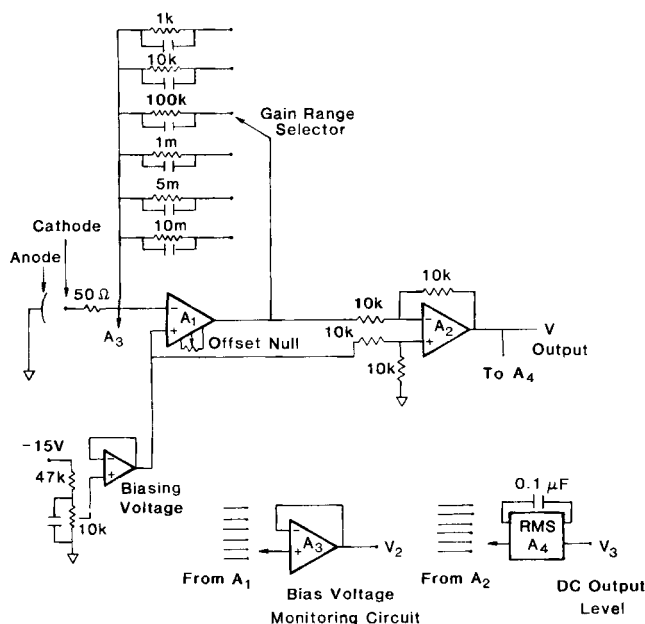 1k
10k
100k
Gain Range
Selector
1m
5m
10m
Cathode
Anode
50 Ω
10k
10k
−
A1
+
A3
Offset Null
10k
−
A2
+
V
Output
10k
To A4
−15V
47k
−
+
10k
Biasing
Voltage
0.1 μF
−
A3
+
V2
RMS
A4
V3
From A1
From A2
Bias Voltage
Monitoring Circuit
DC Output
Level